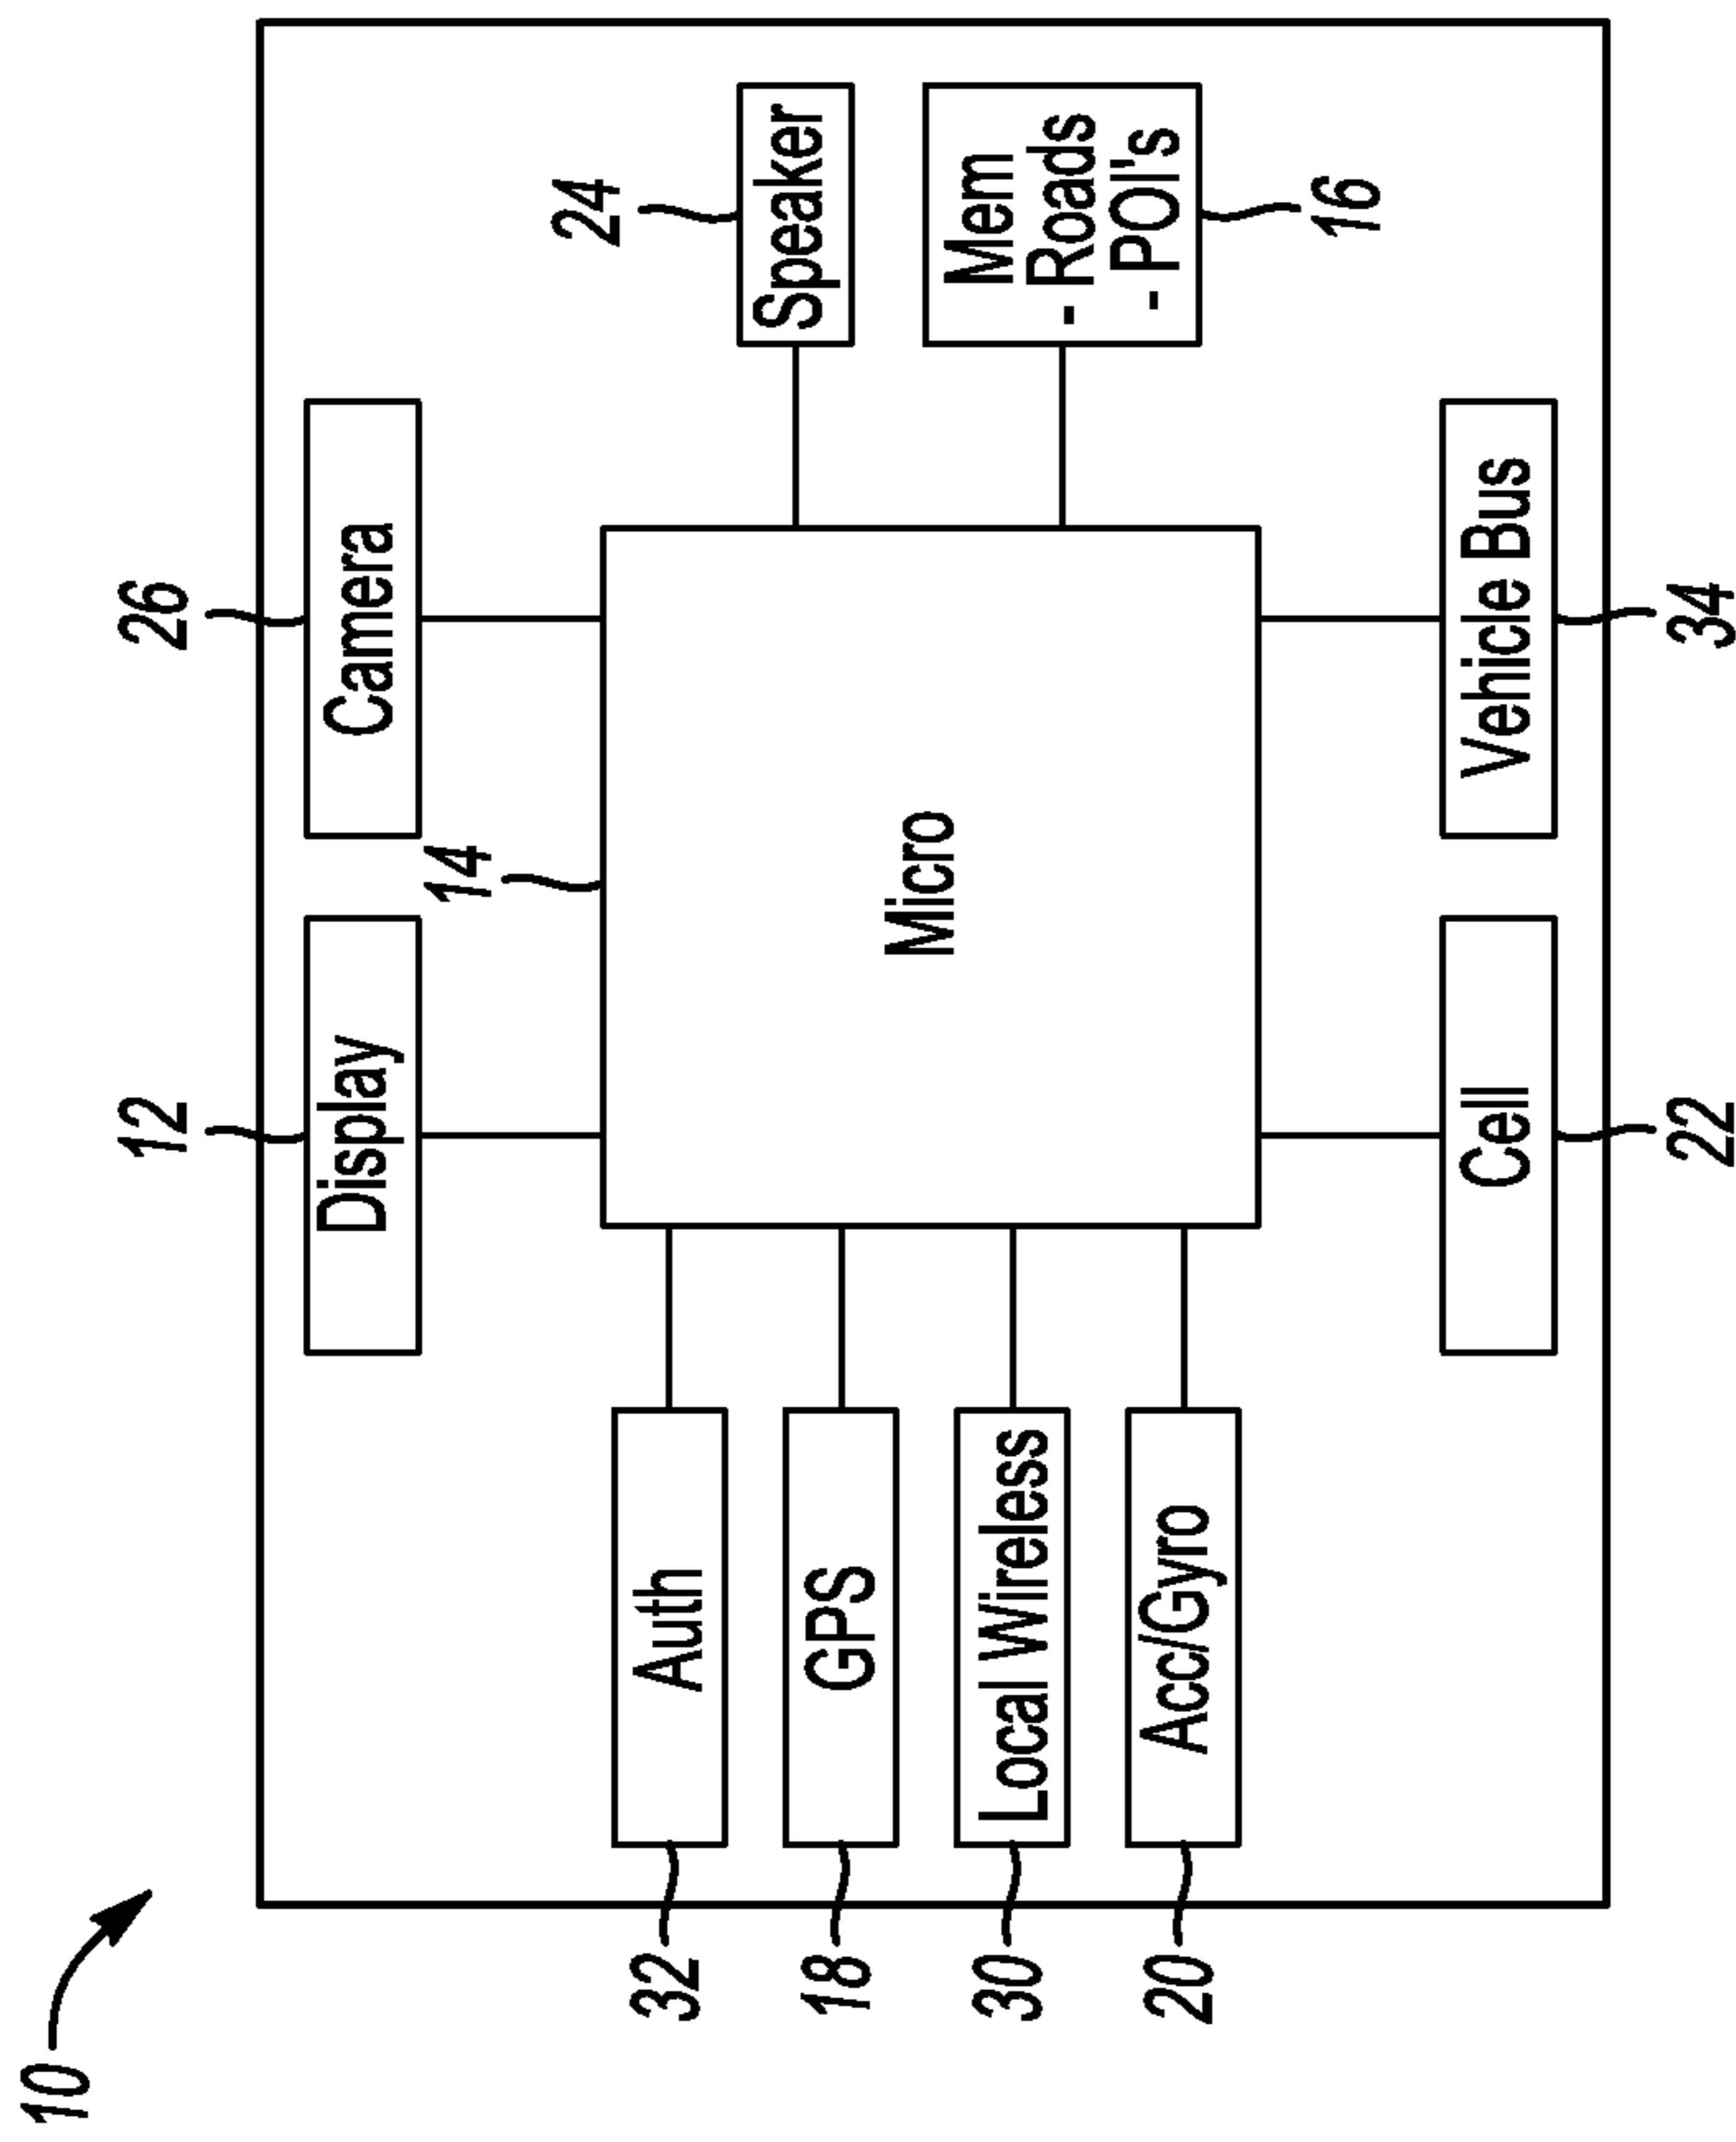 10
12
26
Display
Camera
14
24
32
Auth
Speaker
18
GPS
Micro
Mem
- Roads
- POI's
30
Local Wireless
20
Acc/Gyro
16
Cell
Vehicle Bus
22
34